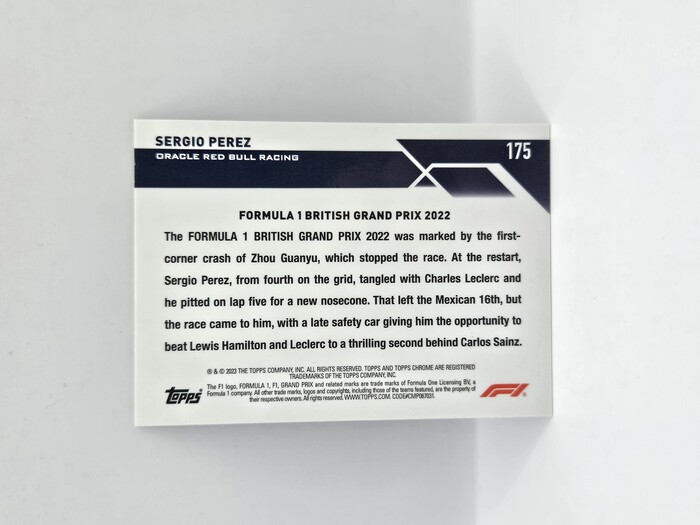 SERGIO PEREZ
175
ORACLE RED BULL RACING
FORMULA 1 BRITISH GRAND PRIX 2022
The FORMULA 1 BRITISH GRAND PRIX 2022 was marked by the first-
corner crash of Zhou Guanyu, which stopped the race. At the restart,
Sergio Perez, from fourth on the grid, tangled with Charles Leclerc and
he pitted on lap five for a new nosecone. That left the Mexican 16th, but
the race came to him, with a late safety car giving him the opportunity to
beat Lewis Hamilton and Leclerc to a thrilling second behind Carlos Sainz.
® & © 2023 THE TOPPS COMPANY, INC. ALL RIGHTS RESERVED. TOPPS AND TOPPS CHROME ARE REGISTERED
TRADEMARKS OF THE TOPPS COMPANY, INC.
The F1 logo, FORMULA 1, F1, GRAND PRIX and related marks are trade marks of Formula One Licensing BV, a
Formula 1 company. All other trade marks, logos and copyrights, including those of the teams featured, are the property of
their respective owners. All rights reserved. WWW.TOPPS.COM. CODE#CMP067031.
Topps
F1